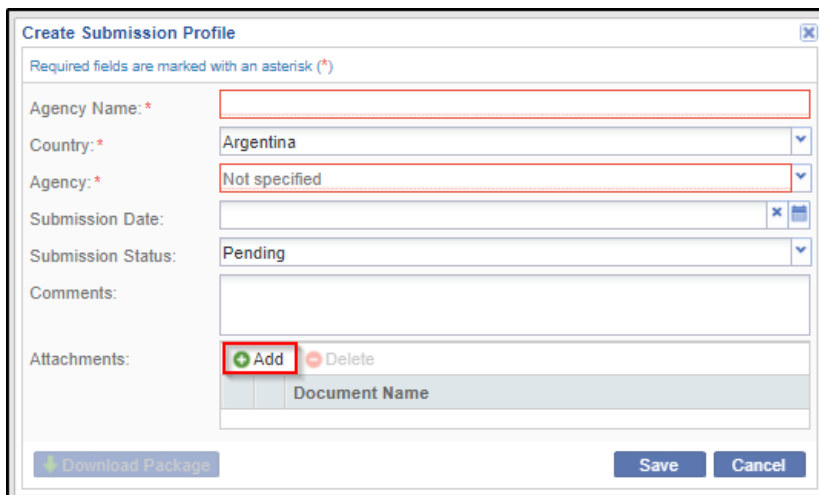 Create Submission Profile
Required fields are marked with an asterisk (*)
Agency Name:*
Country:* Argentina
Agency:* Not specified
Submission Date:
Submission Status: Pending
Comments:
Attachments: Add Delete
Document Name
Download Package Save Cancel